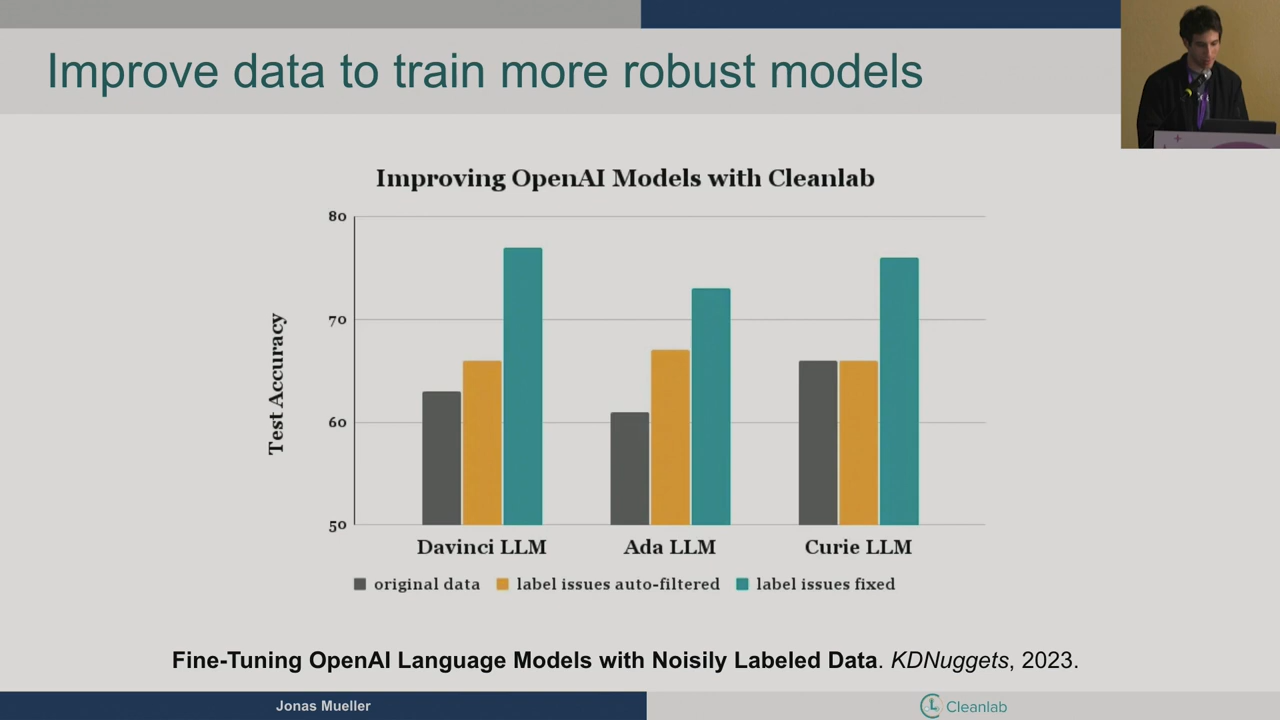 Improve data to train more robust models
Improving OpenAI Models with Cleanlab
80
70
60
50
Test Accuracy
Davinci LLM Ada LLM Curie LLM
original data label issues auto-filtered label issues fixed
Fine-Tuning OpenAI Language Models with Noisily Labeled Data. KDNuggets, 2023.
Jonas Mueller
Cleanlab